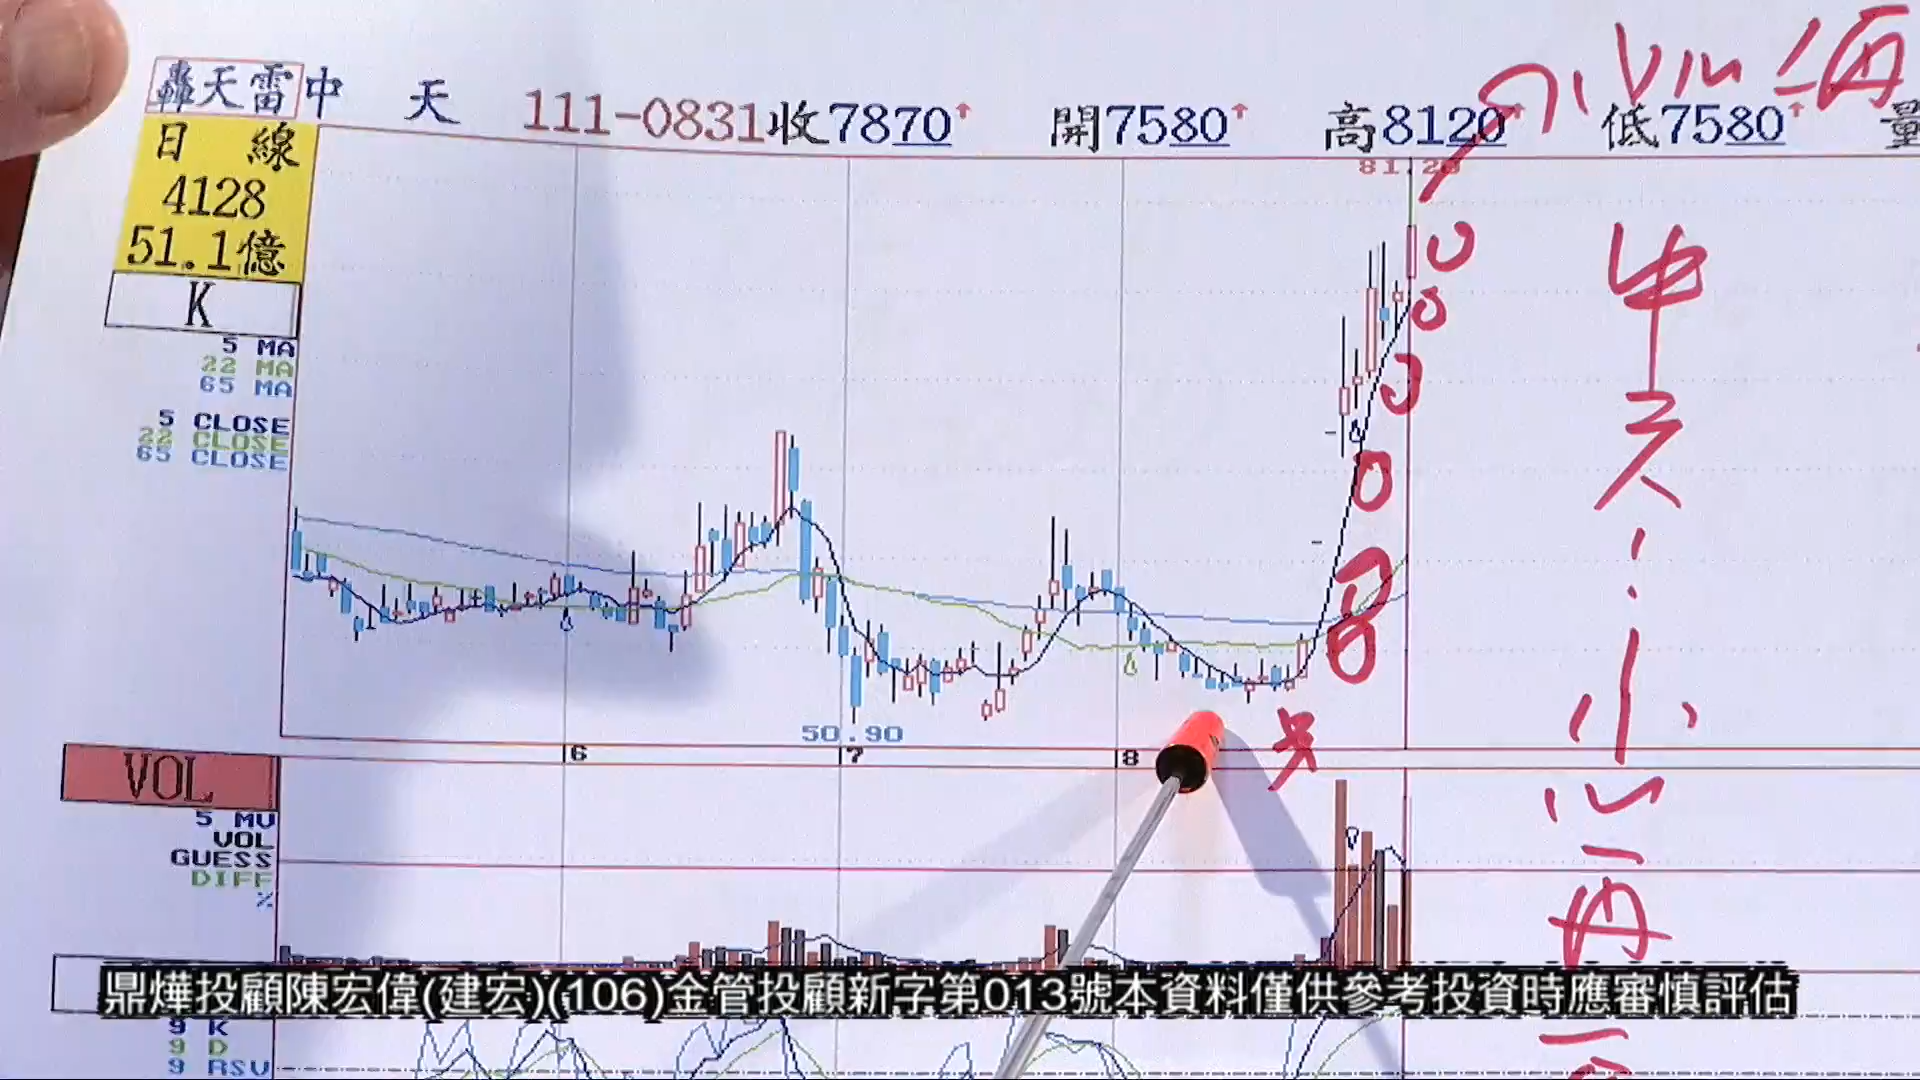 轟天雷中 天 111-0831收7870↑ 開7580↑ 高8120↑ 低7580↑ 量
日 線
4128
51.1億
K
5 MA
22 MA
65 MA
5 CLOSE
22 CLOSE
65 CLOSE
81.20
50.90
6 7 8
VOL
5 MV
VOL
GUESS
DIFF
%
9 K
9 D
9 RSV
中天:小心
鼎燁投顧陳宏偉(建宏)(106)金管投顧新字第013號本資料僅供參考投資時應審慎評估